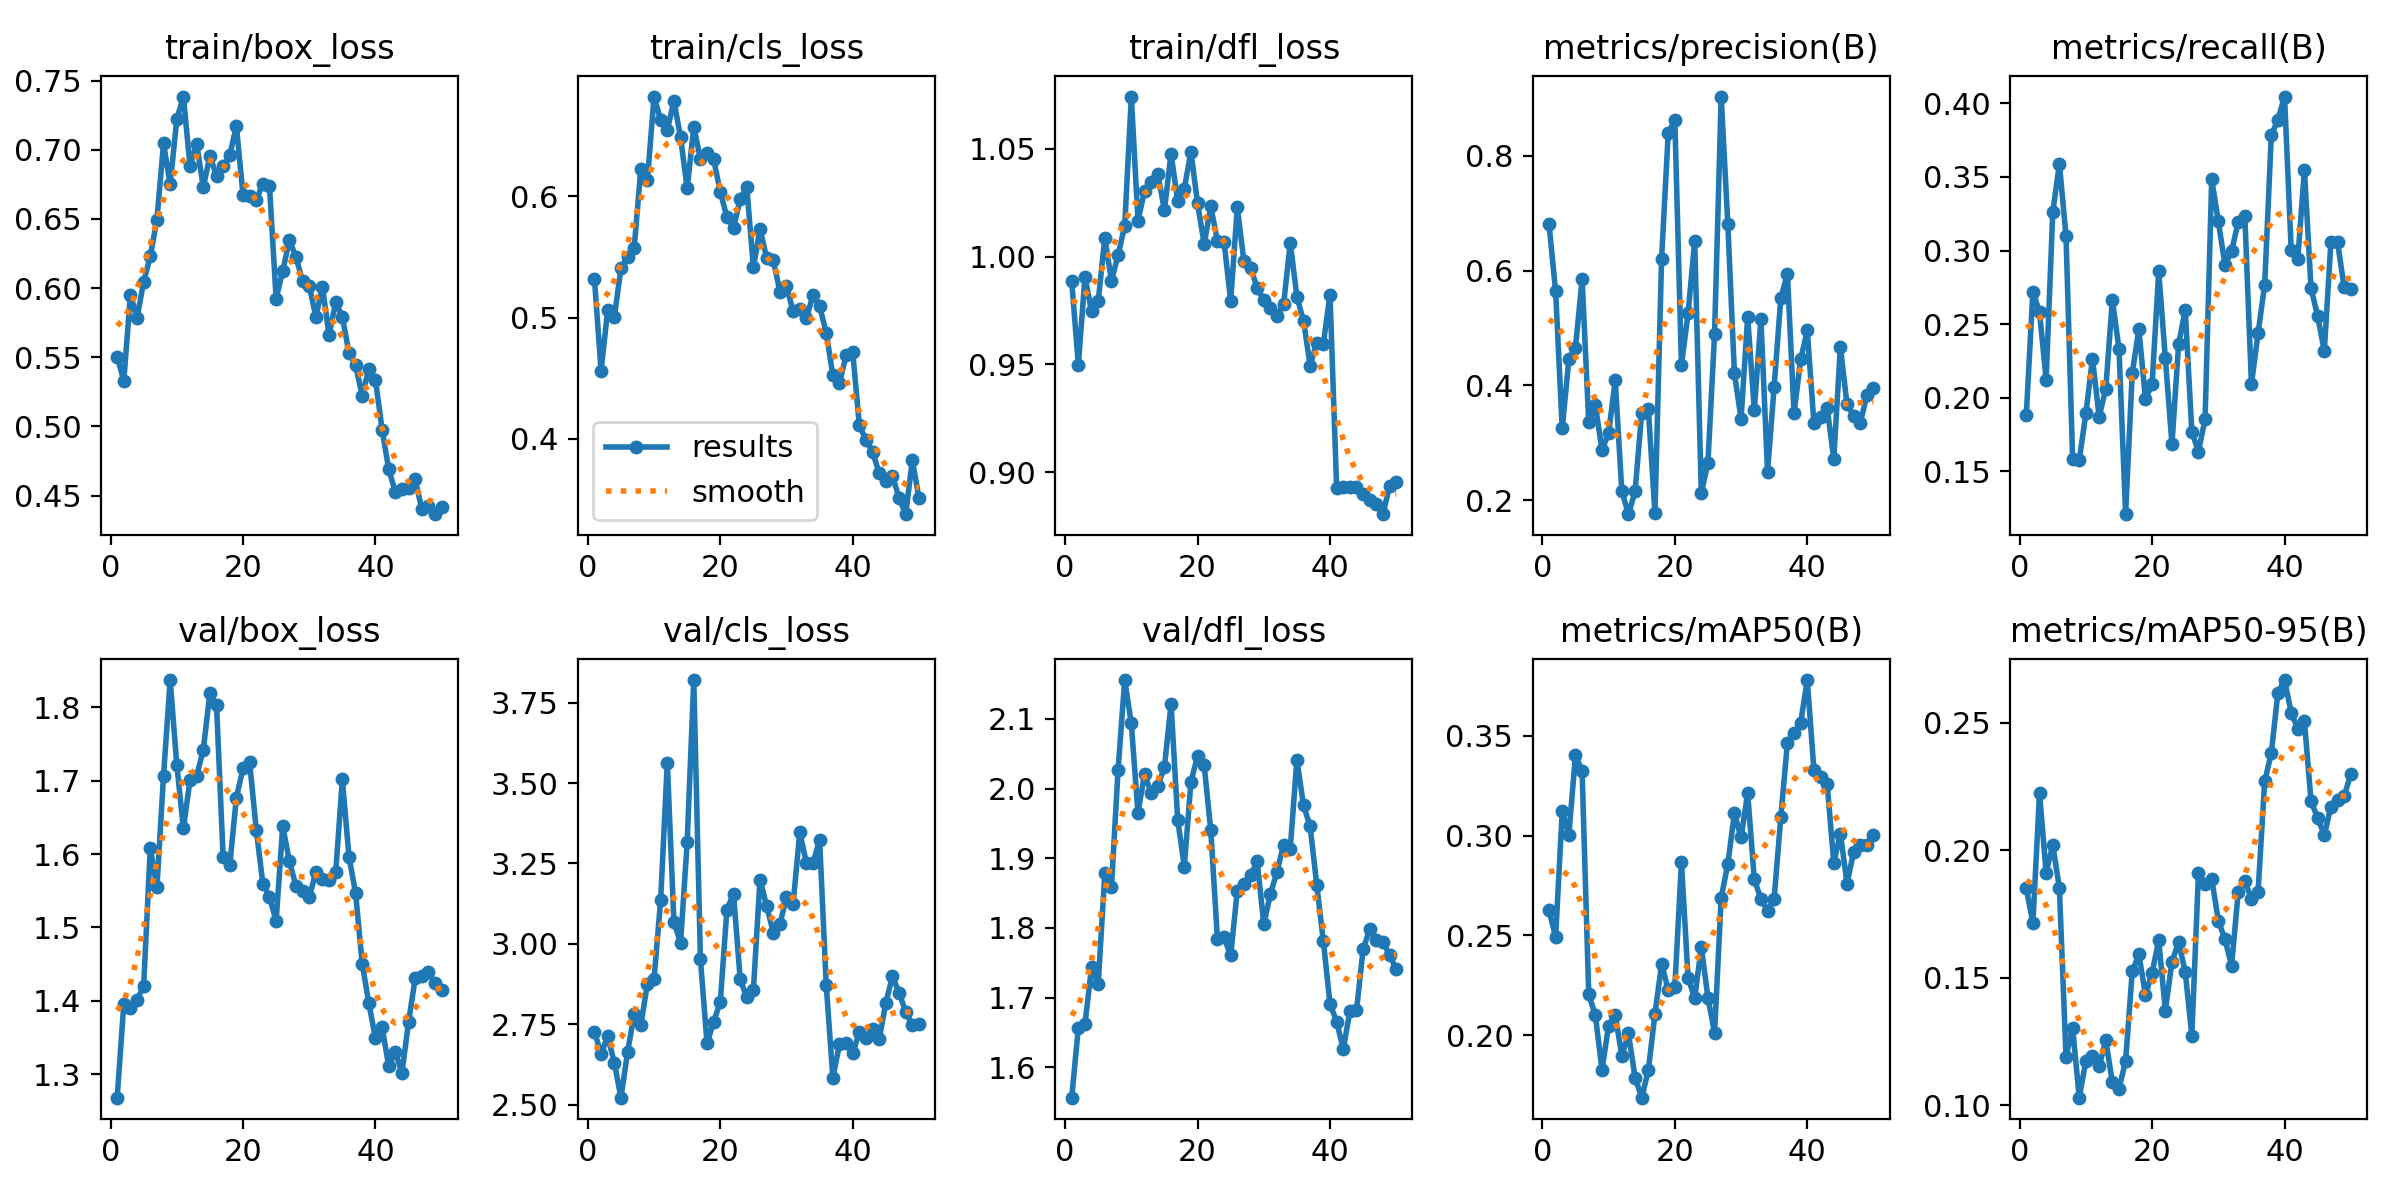 train/box_loss
train/cls_loss
train/dfl_loss
metrics/precision(B)
metrics/recall(B)
0.75
0.70
0.65
0.60
0.55
0.50
0.45
0 20 40
0.6
0.5
0.4
results
smooth
0 20 40
1.05
1.00
0.95
0.90
0 20 40
0.8
0.6
0.4
0.2
0 20 40
0.40
0.35
0.30
0.25
0.20
0.15
0 20 40
val/box_loss
val/cls_loss
val/dfl_loss
metrics/mAP50(B)
metrics/mAP50-95(B)
1.8
1.7
1.6
1.5
1.4
1.3
0 20 40
3.75
3.50
3.25
3.00
2.75
2.50
0 20 40
2.1
2.0
1.9
1.8
1.7
1.6
0 20 40
0.35
0.30
0.25
0.20
0 20 40
0.25
0.20
0.15
0.10
0 20 40